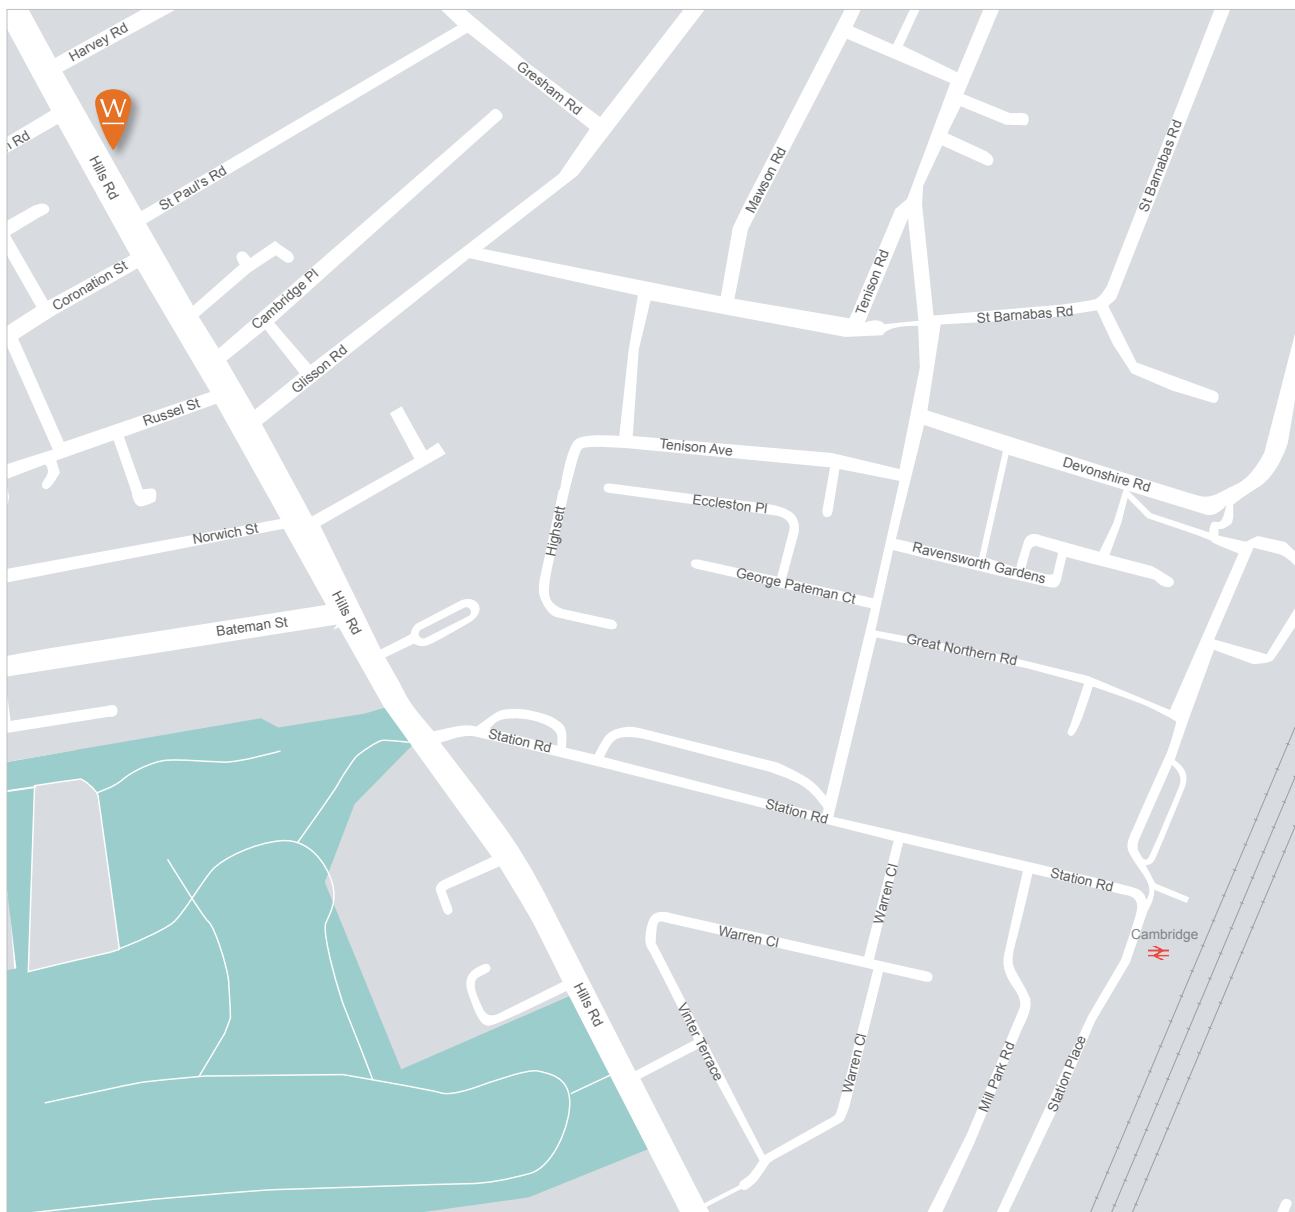 Harvey Rd
Gresham Rd
W
Rd
Hills Rd
St Paul's Rd
Mawson Rd
St Barnabas Rd
Coronation St
Cambridge Pl
Tenison Rd
St Barnabas Rd
Glisson Rd
Russel St
Tenison Ave
Devonshire Rd
Eccleston Pl
Norwich St
Highsett
Ravensworth Gardens
George Pateman Ct
Hills Rd
Bateman St
Great Northern Rd
Station Rd
Station Rd
Station Rd
Warren Cl
Cambridge
Warren Cl
Hills Rd
Vinter Terrace
Warren Cl
Mill Park Rd
Station Place